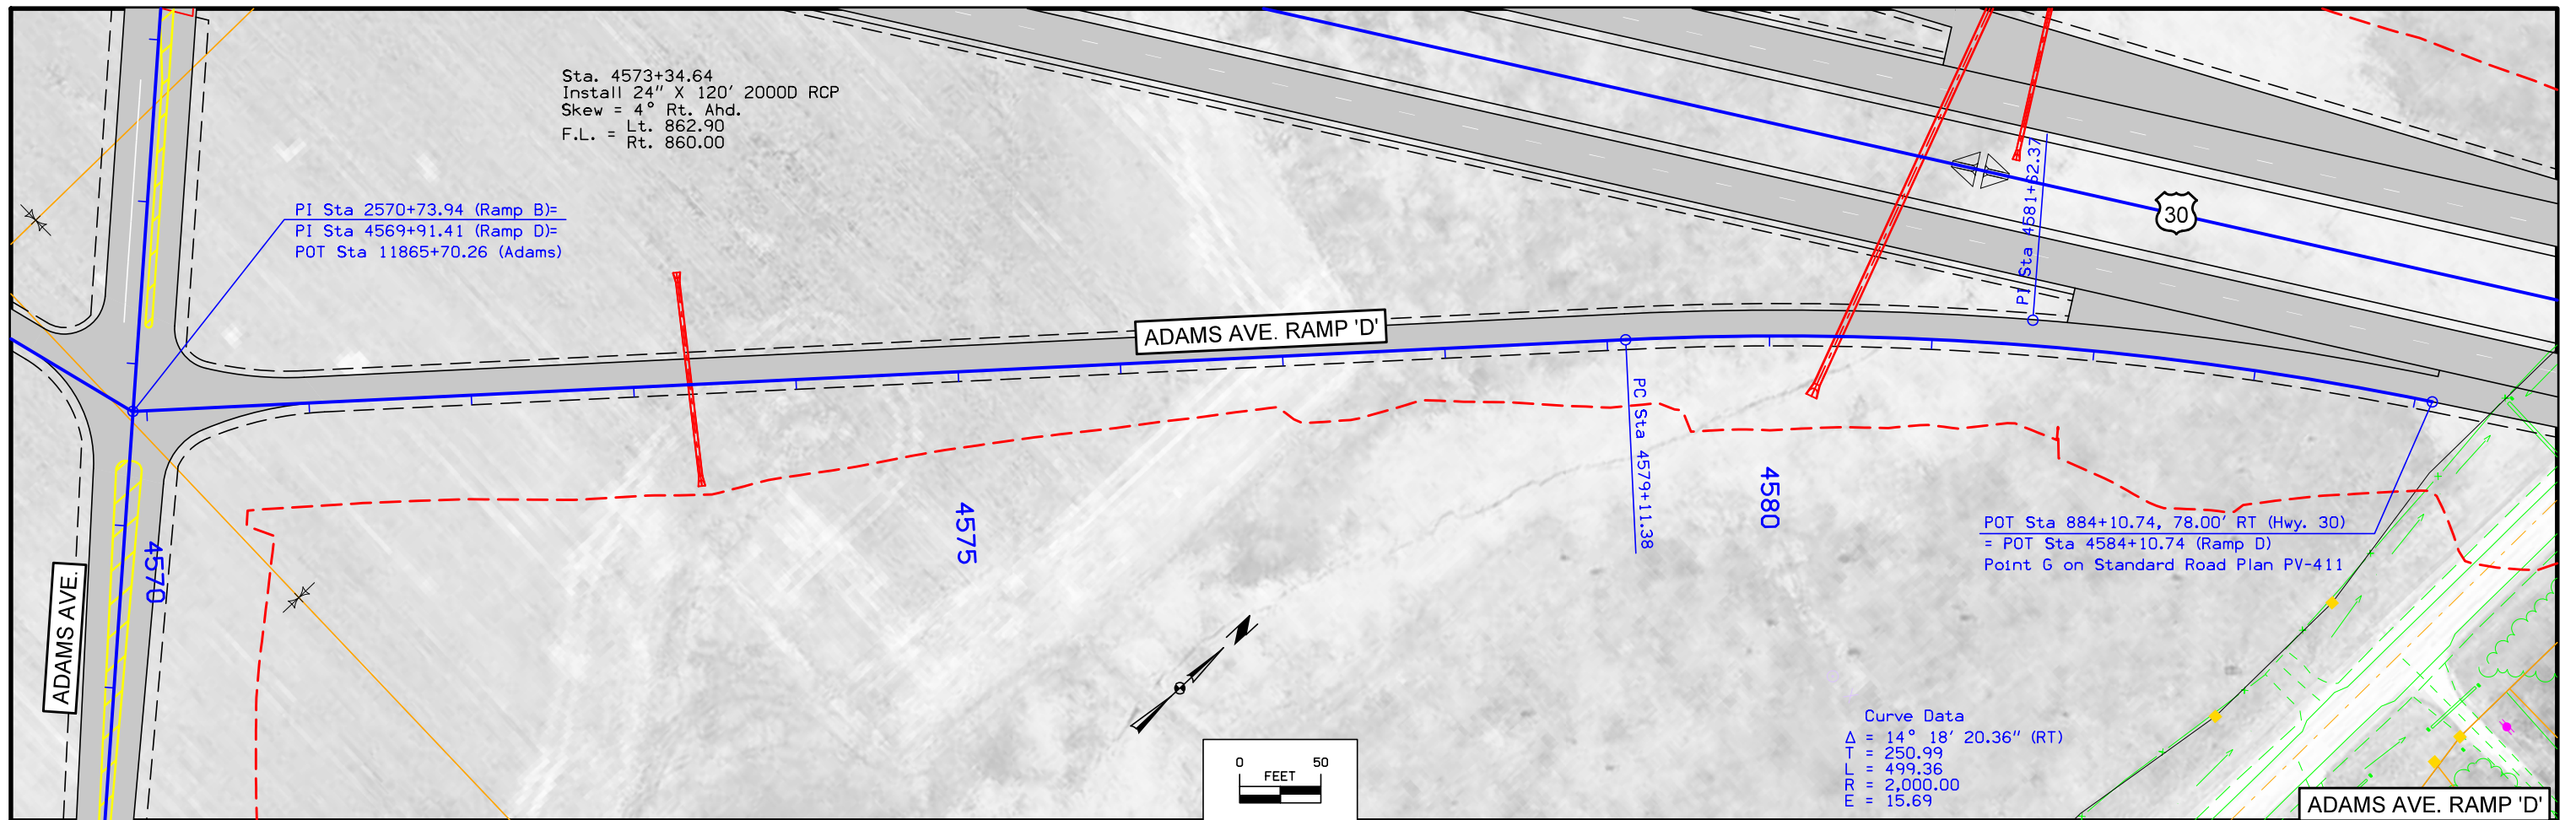 Sta. 4573+34.64
Install 24" X 120' 2000D RCP
Skew = 4° Rt. Ahd.
F.L. = Lt. 862.90
Rt. 860.00
PI Sta 2570+73.94 (Ramp B)=
PI Sta 4569+91.41 (Ramp D)=
POT Sta 11865+70.26 (Adams)
ADAMS AVE. RAMP 'D'
PI Sta 4581+62.37
30
PC Sta 4579+11.38
4570
4575
4580
ADAMS AVE.
POT Sta 884+10.74, 78.00' RT (Hwy. 30)
= POT Sta 4584+10.74 (Ramp D)
Point G on Standard Road Plan PV-411
N
0 50
FEET
Curve Data
Δ = 14° 18' 20.36" (RT)
T = 250.99
L = 499.36
R = 2,000.00
E = 15.69
ADAMS AVE. RAMP 'D'